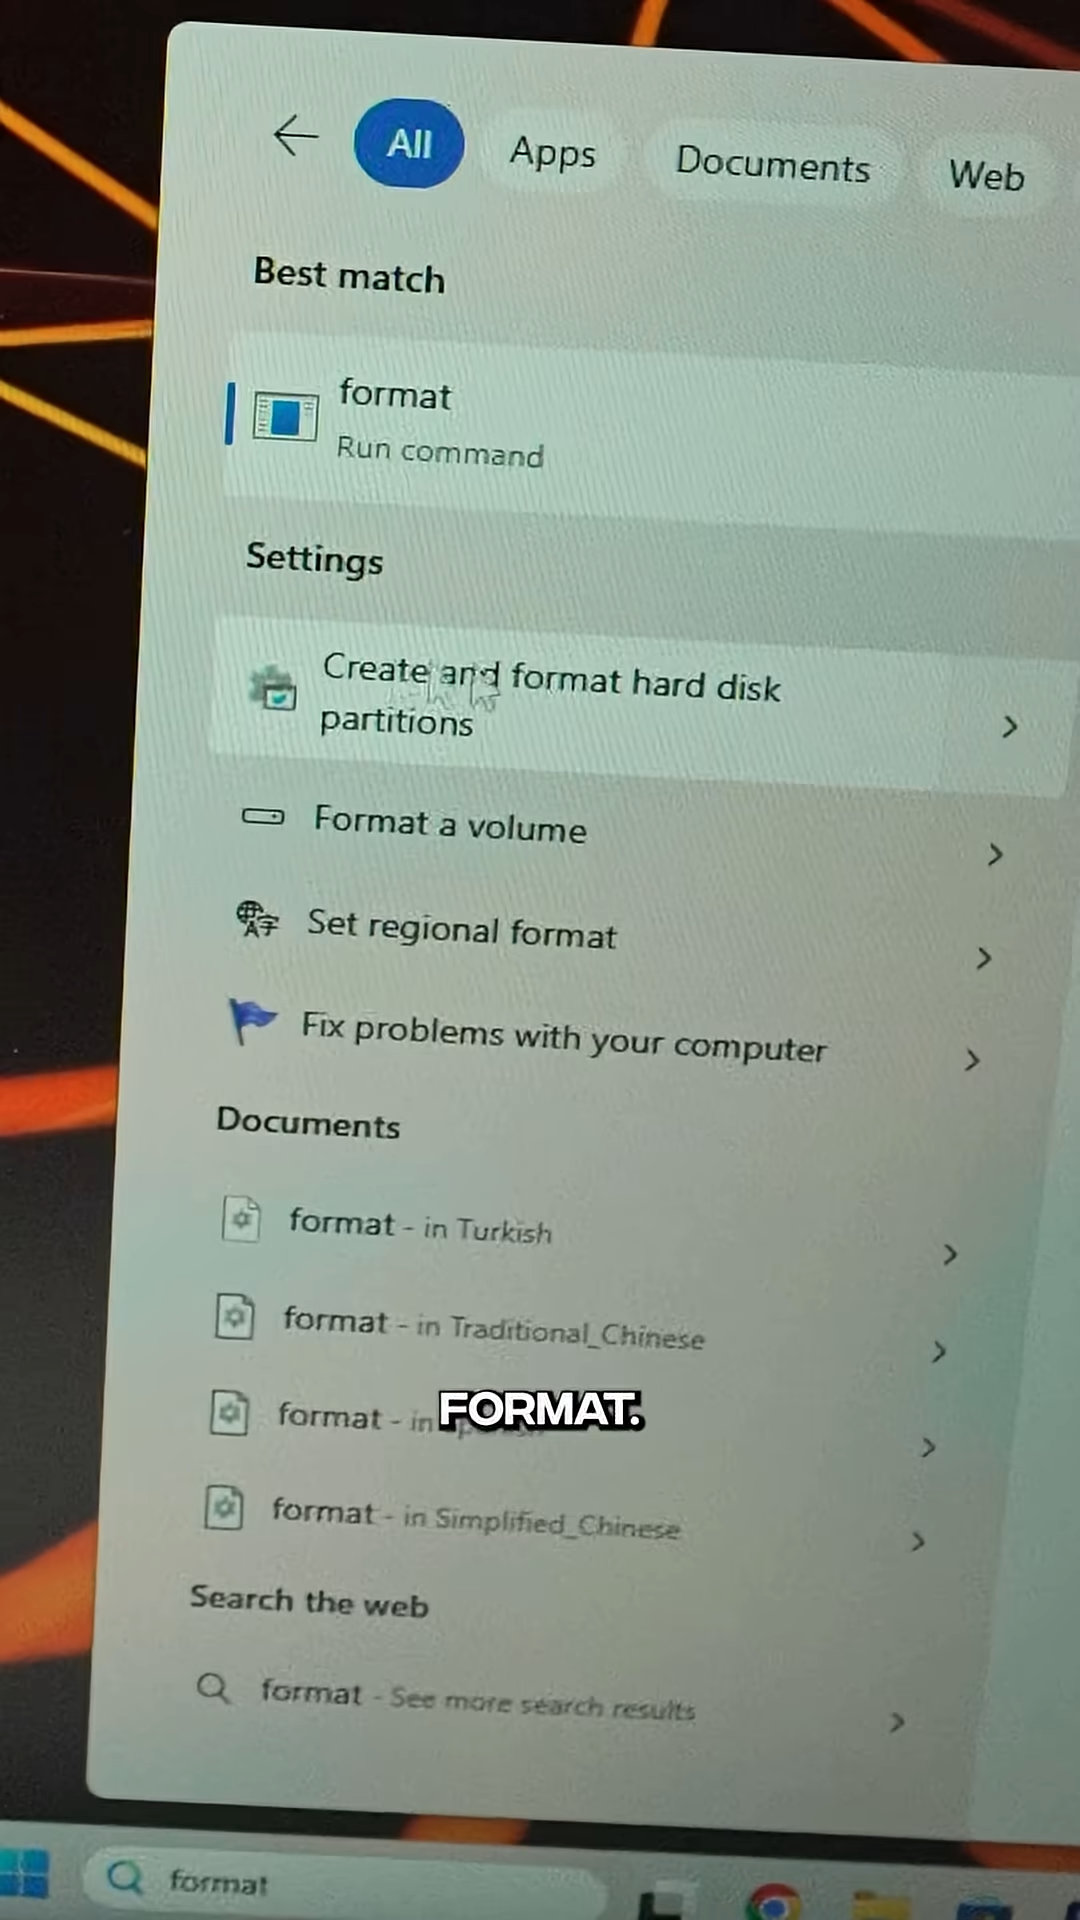 All
Apps
Documents
Web
Best match
format
Run command
Settings
Create and format hard disk
partitions
Format a volume
Set regional format
Fix problems with your computer
Documents
format - in Turkish
format - in Traditional_Chinese
format - in
FORMAT.
format - in Simplified_Chinese
Search the web
format - See more search results
format